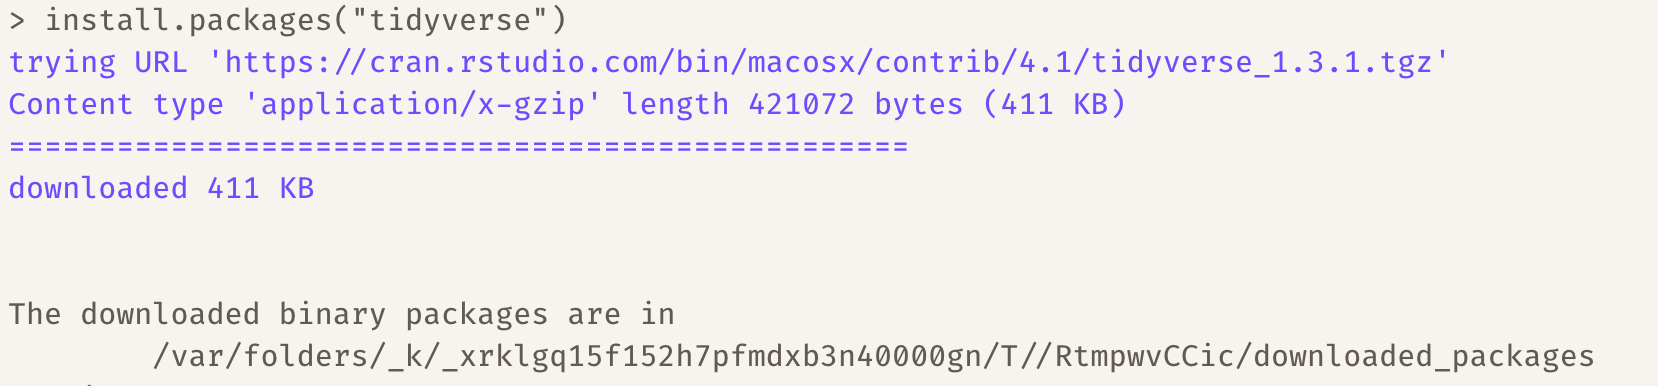 > install.packages("tidyverse")
trying URL 'https://cran.rstudio.com/bin/macosx/contrib/4.1/tidyverse_1.3.1.tgz'
Content type 'application/x-gzip' length 421072 bytes (411 KB)
==================================================
downloaded 411 KB
The downloaded binary packages are in
/var/folders/_k/_xrklgq15f152h7pfmdxb3n40000gn/T//RtmpwvCCic/downloaded_packages